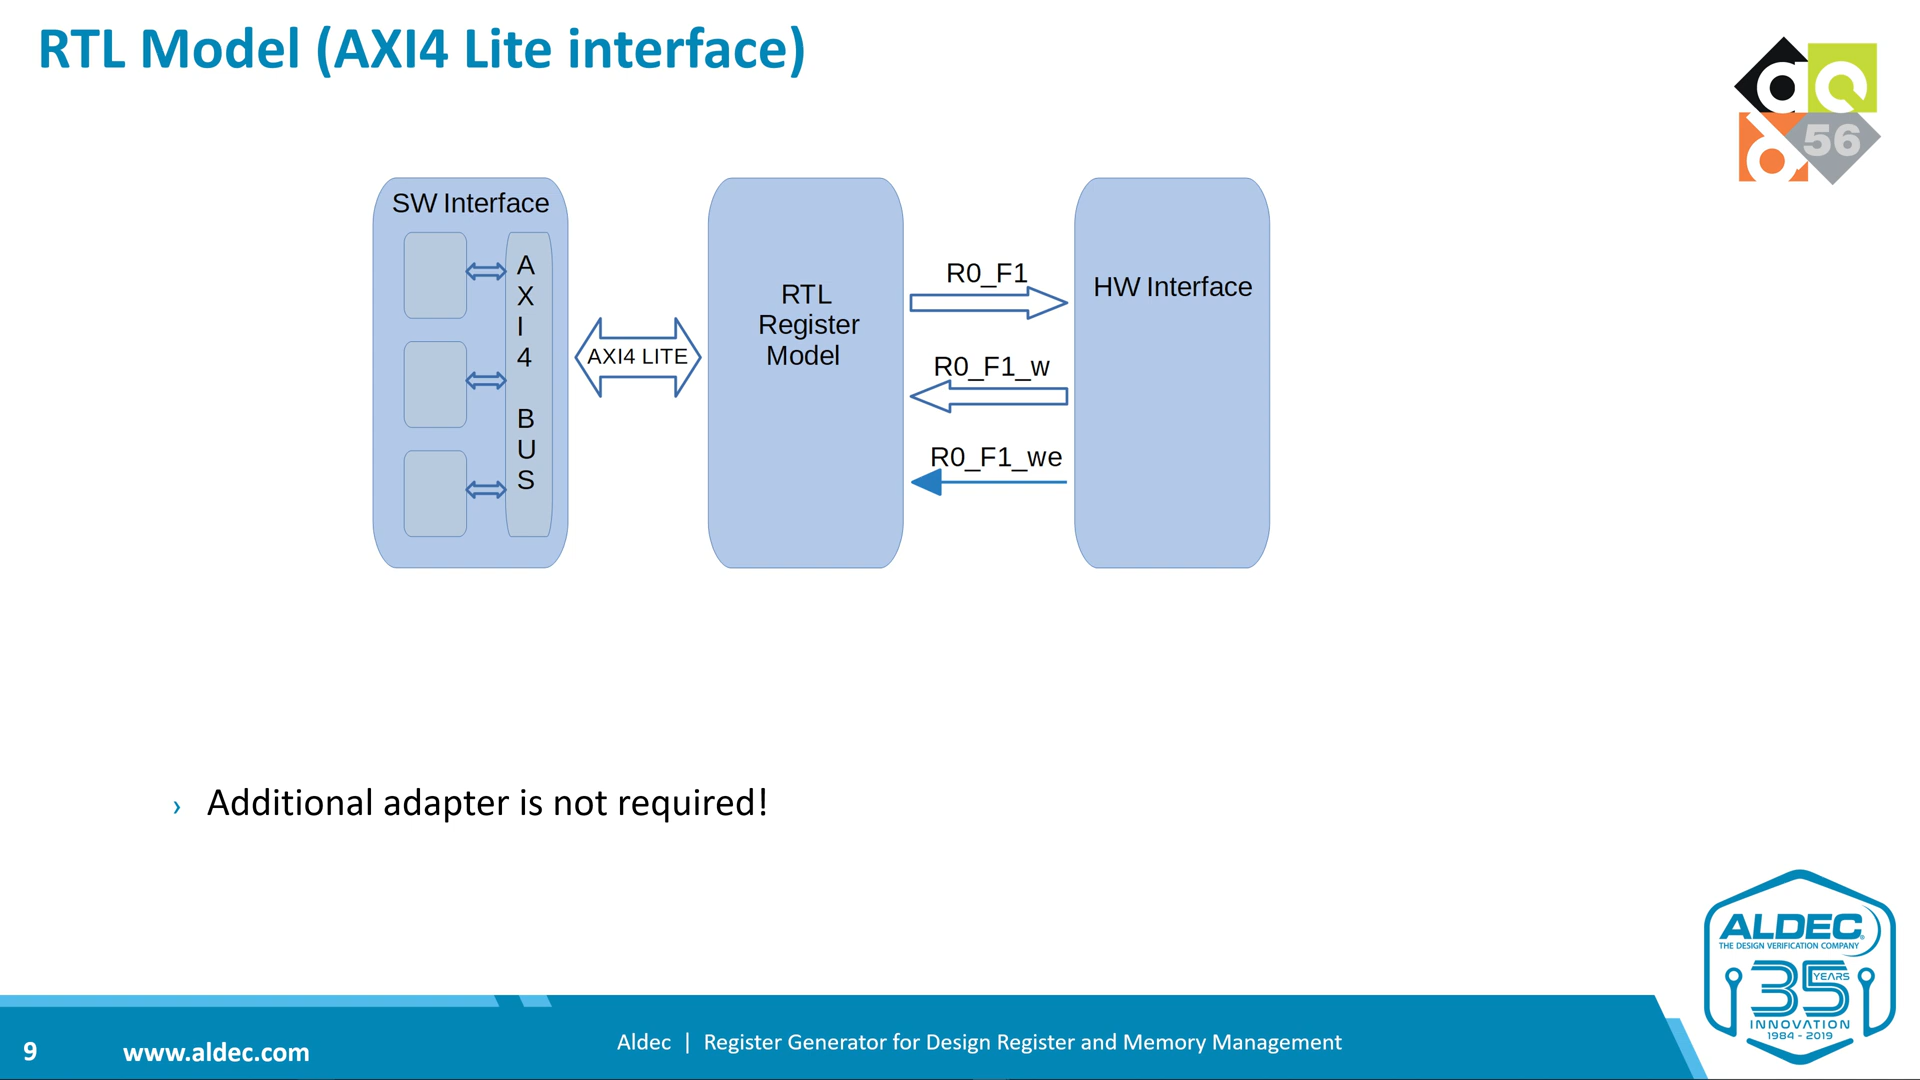 RTL Model (AXI4 Lite interface)
56
SW Interface
A
X
I
4
B
U
S
AXI4 LITE
RTL
Register
Model
R0_F1
R0_F1_w
R0_F1_we
HW Interface
› Additional adapter is not required!
ALDEC®
THE DESIGN VERIFICATION COMPANY
35
YEARS
INNOVATION
1984 - 2019
9
www.aldec.com
Aldec | Register Generator for Design Register and Memory Management